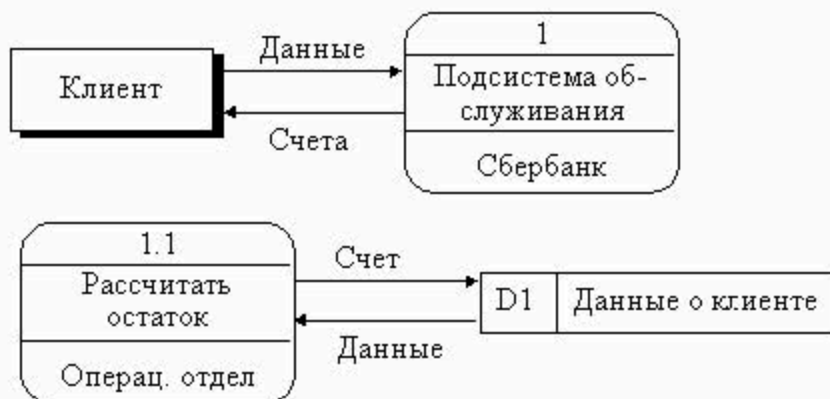 Клиент
Данные
Счета
1
Подсистема об-
служивания
Сбербанк
1.1
Рассчитать
остаток
Операц. отдел
Счет
Данные
D1
Данные о клиенте